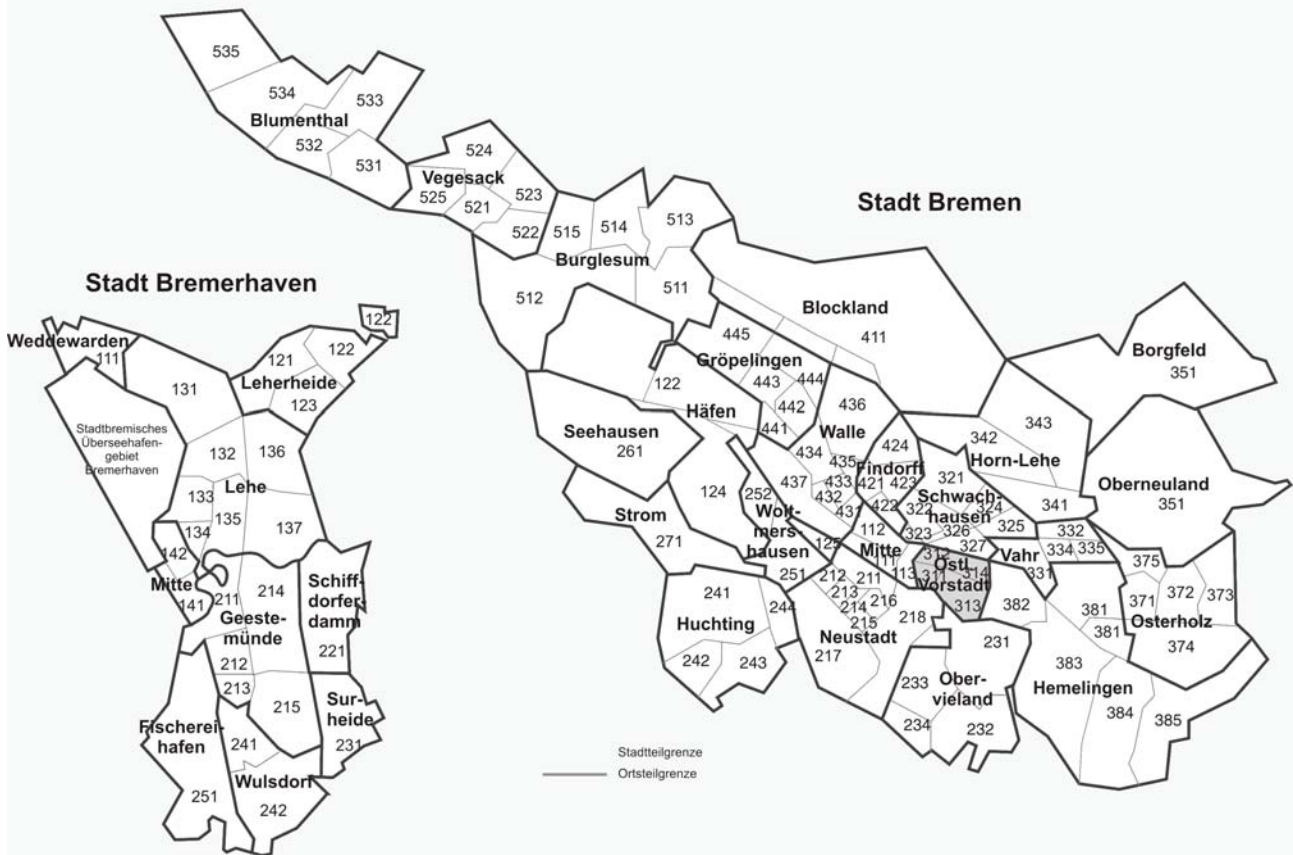 535
534
533
Blumenthal
532
531
524
Vegesack
525
521
523
522
515
514
513
Burglesum
512
511
Stadt Bremen
Blockland
411
Borgfeld
351
445
Gröpelingen
443
444
442
441
122
Häfen
Seehausen
261
436
Walle
434
435
433
437
432
431
424
Findorff
421
423
422
342
343
Horn-Lehe
341
Oberneuland
351
321
Schwach-
hausen
322
324
323
326
325
327
332
334
335
Vahr
331
124
252
Wolt-
mers-
hausen
125
251
Strom
271
112
Mitte
111
113
312
Östl.
Vorstadt
311
314
313
375
371
372
373
Osterholz
374
241
244
Huchting
242
243
212
211
213
214
216
215
Neustadt
218
217
231
233
Ober-
vieland
234
232
382
381
381
383
Hemelingen
384
385
Stadt Bremerhaven
Weddewarden
111
122
121
122
Leherheide
123
131
Stadtbremisches
Überseehafen-
gebiet
Bremerhaven
132
136
Lehe
133
135
134
137
142
Mitte
141
211
214
Geeste-
münde
Schiff-
dorfer-
damm
221
212
213
215
Sur-
heide
231
Fischerei-
hafen
251
241
Wulsdorf
242
Stadtteilgrenze
Ortsteilgrenze